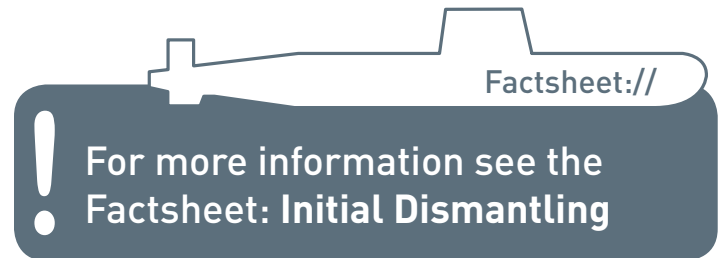 Factsheet://
! For more information see the
Factsheet: Initial Dismantling